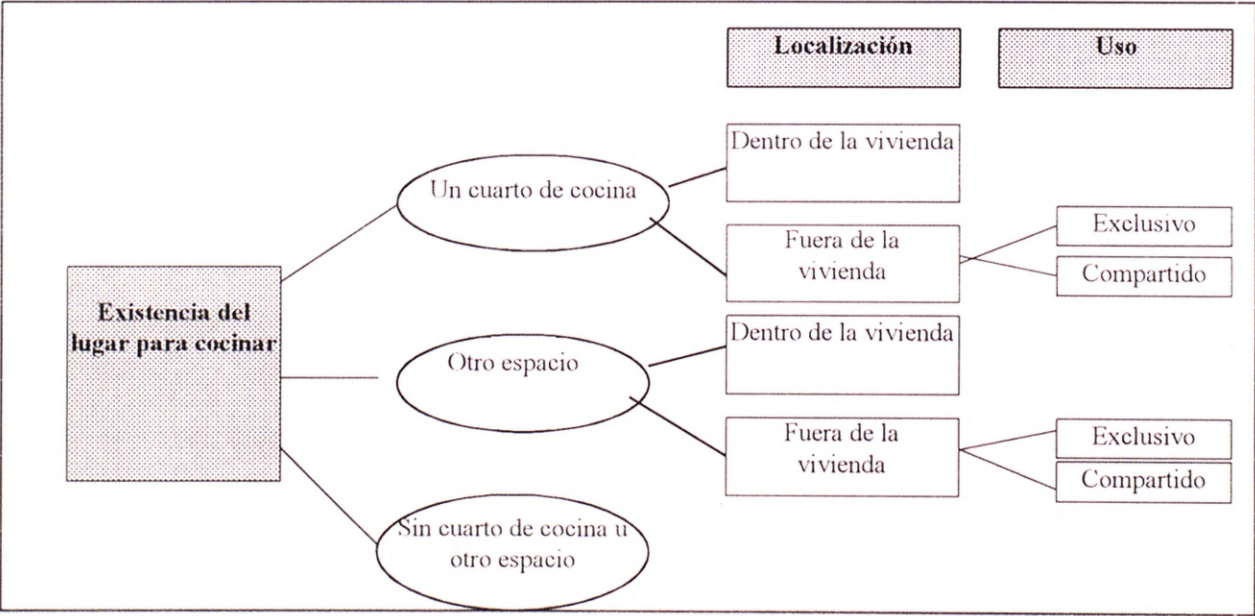 Localización
Uso
Dentro de la vivienda
Un cuarto de cocina
Fuera de la
vivienda
Exclusivo
Compartido
Existencia del
lugar para cocinar
Dentro de la vivienda
Otro espacio
Fuera de la
vivienda
Exclusivo
Compartido
Sin cuarto de cocina u
otro espacio